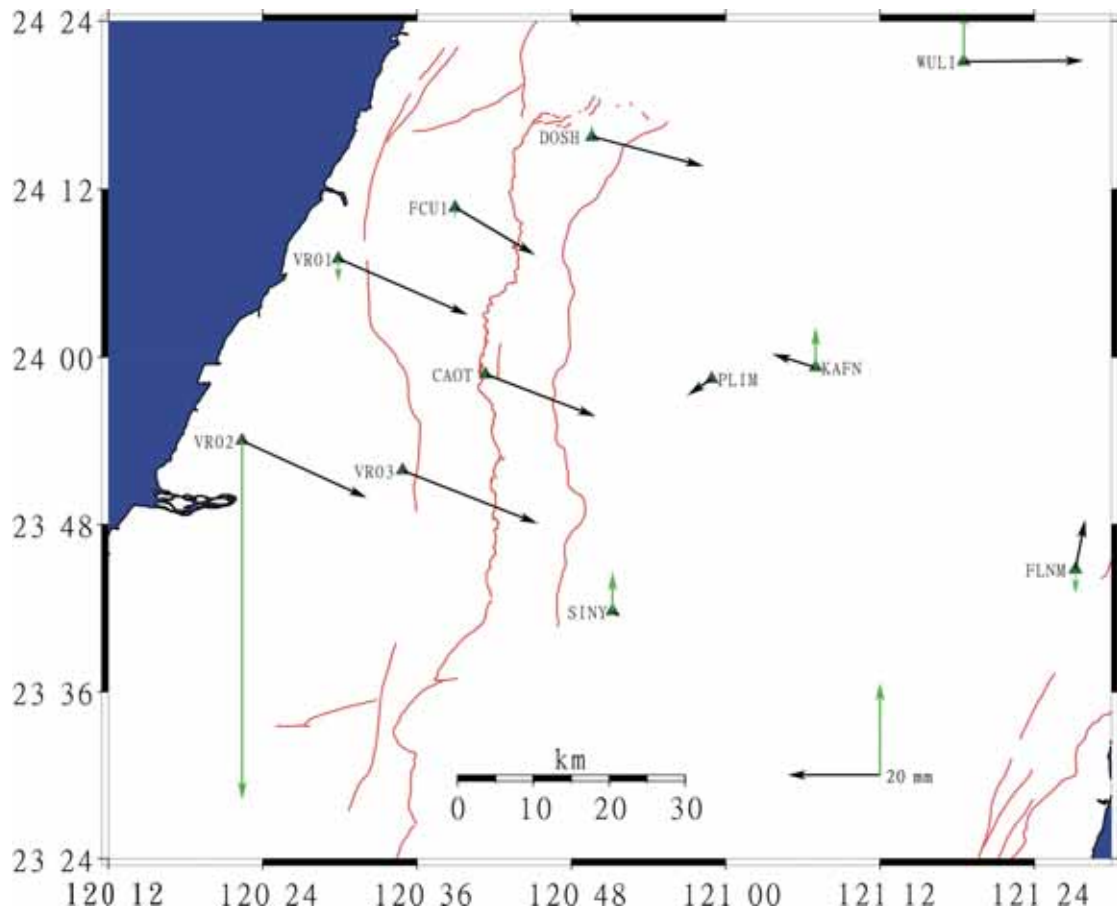 24 24
WULI
DOSH
24 12
FCU1
VR01
24 00
KAFN
CAOT
PLIM
VR02
VR03
23 48
FLNM
SINY
23 36
km
20 mm
0 10 20 30
23 24
120 12 120 24 120 36 120 48 121 00 121 12 121 24